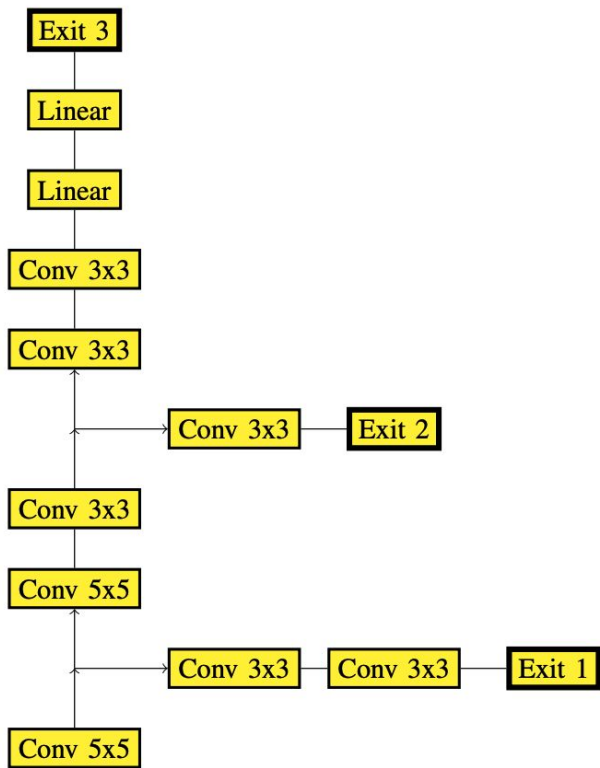 Exit 3
Linear
Linear
Conv 3x3
Conv 3x3
Conv 3x3
Exit 2
Conv 3x3
Conv 5x5
Conv 3x3
Conv 3x3
Exit 1
Conv 5x5